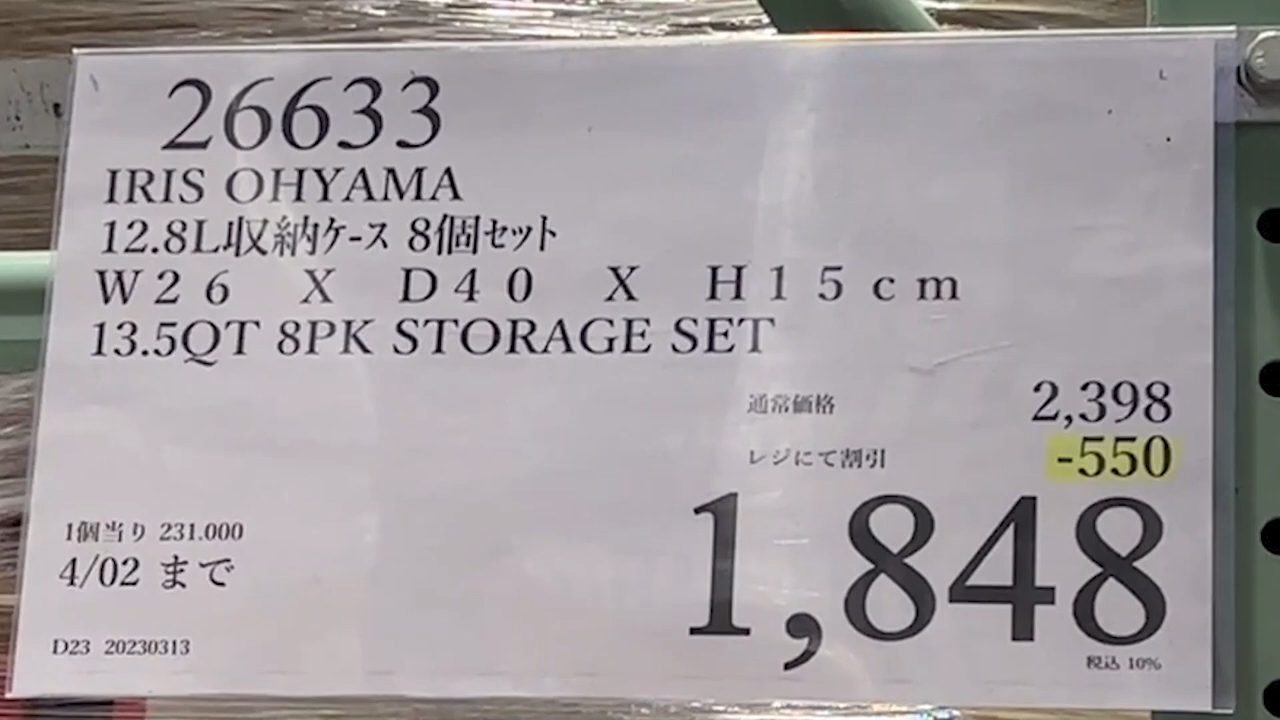 26633
IRIS OHYAMA
12.8L収納ケース 8個セット
W26 X D40 X H15cm
13.5QT 8PK STORAGE SET
通常価格 2,398
レジにて割引 -550
1,848
税込 10%
1個当り 231.000
4/02 まで
D23 20230313